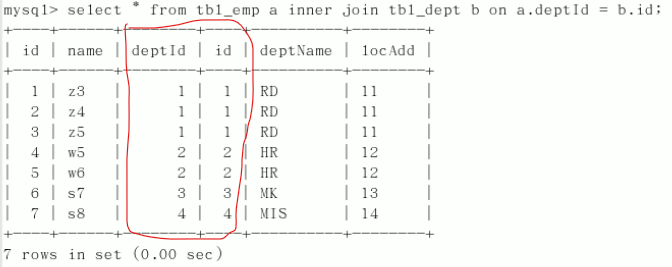 mysql> select * from tbl_emp a inner join tbl_dept b on a.deptId = b.id;
+----+------+--------+----+----------+--------+
| id | name | deptId | id | deptName | locAdd |
+----+------+--------+----+----------+--------+
| 1 | z3 | 1 | 1 | RD | 11 |
| 2 | z4 | 1 | 1 | RD | 11 |
| 3 | z5 | 1 | 1 | RD | 11 |
| 4 | w5 | 2 | 2 | HR | 12 |
| 5 | w6 | 2 | 2 | HR | 12 |
| 6 | s7 | 3 | 3 | MK | 13 |
| 7 | s8 | 4 | 4 | MIS | 14 |
+----+------+--------+----+----------+--------+
7 rows in set (0.00 sec)